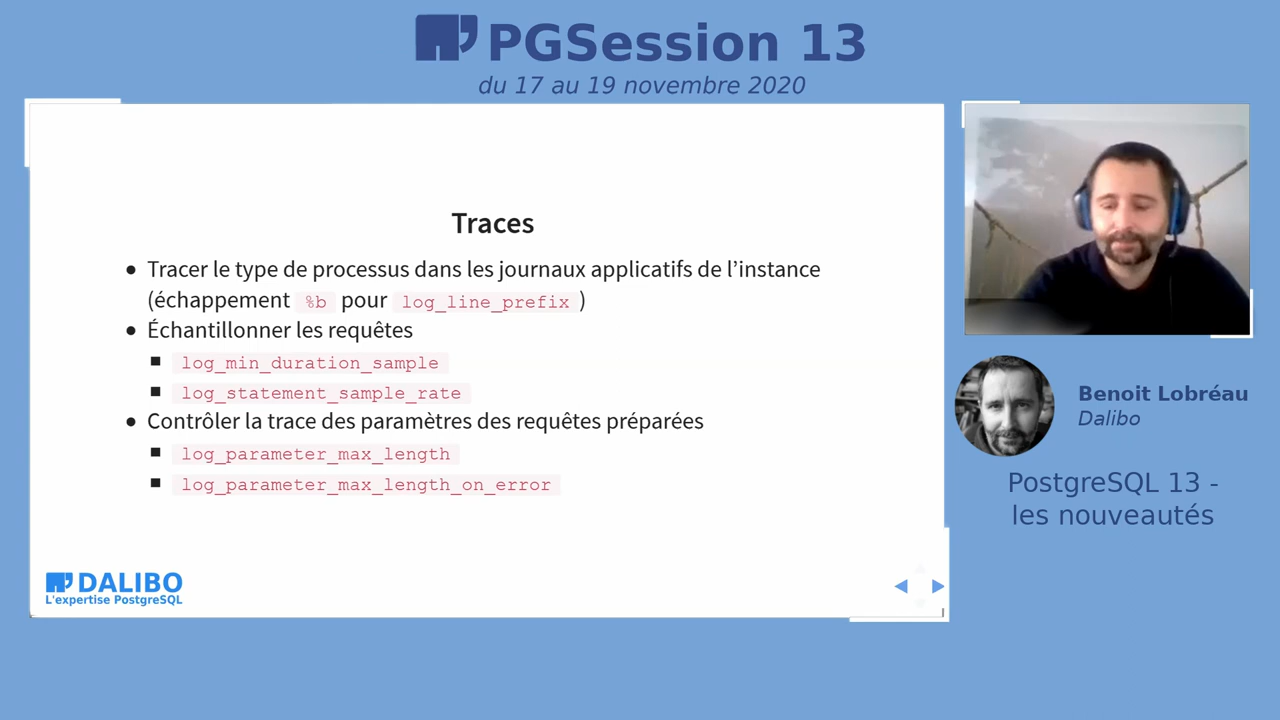 PGSession 13
du 17 au 19 novembre 2020
Traces
Tracer le type de processus dans les journaux applicatifs de l'instance
(échappement %b pour log_line_prefix )
Échantillonner les requêtes
log_min_duration_sample
log_statement_sample_rate
Contrôler la trace des paramètres des requêtes préparées
log_parameter_max_length
log_parameter_max_length_on_error
DALIBO
L'expertise PostgreSQL
Benoit Lobréau
Dalibo
PostgreSQL 13 -
les nouveautés